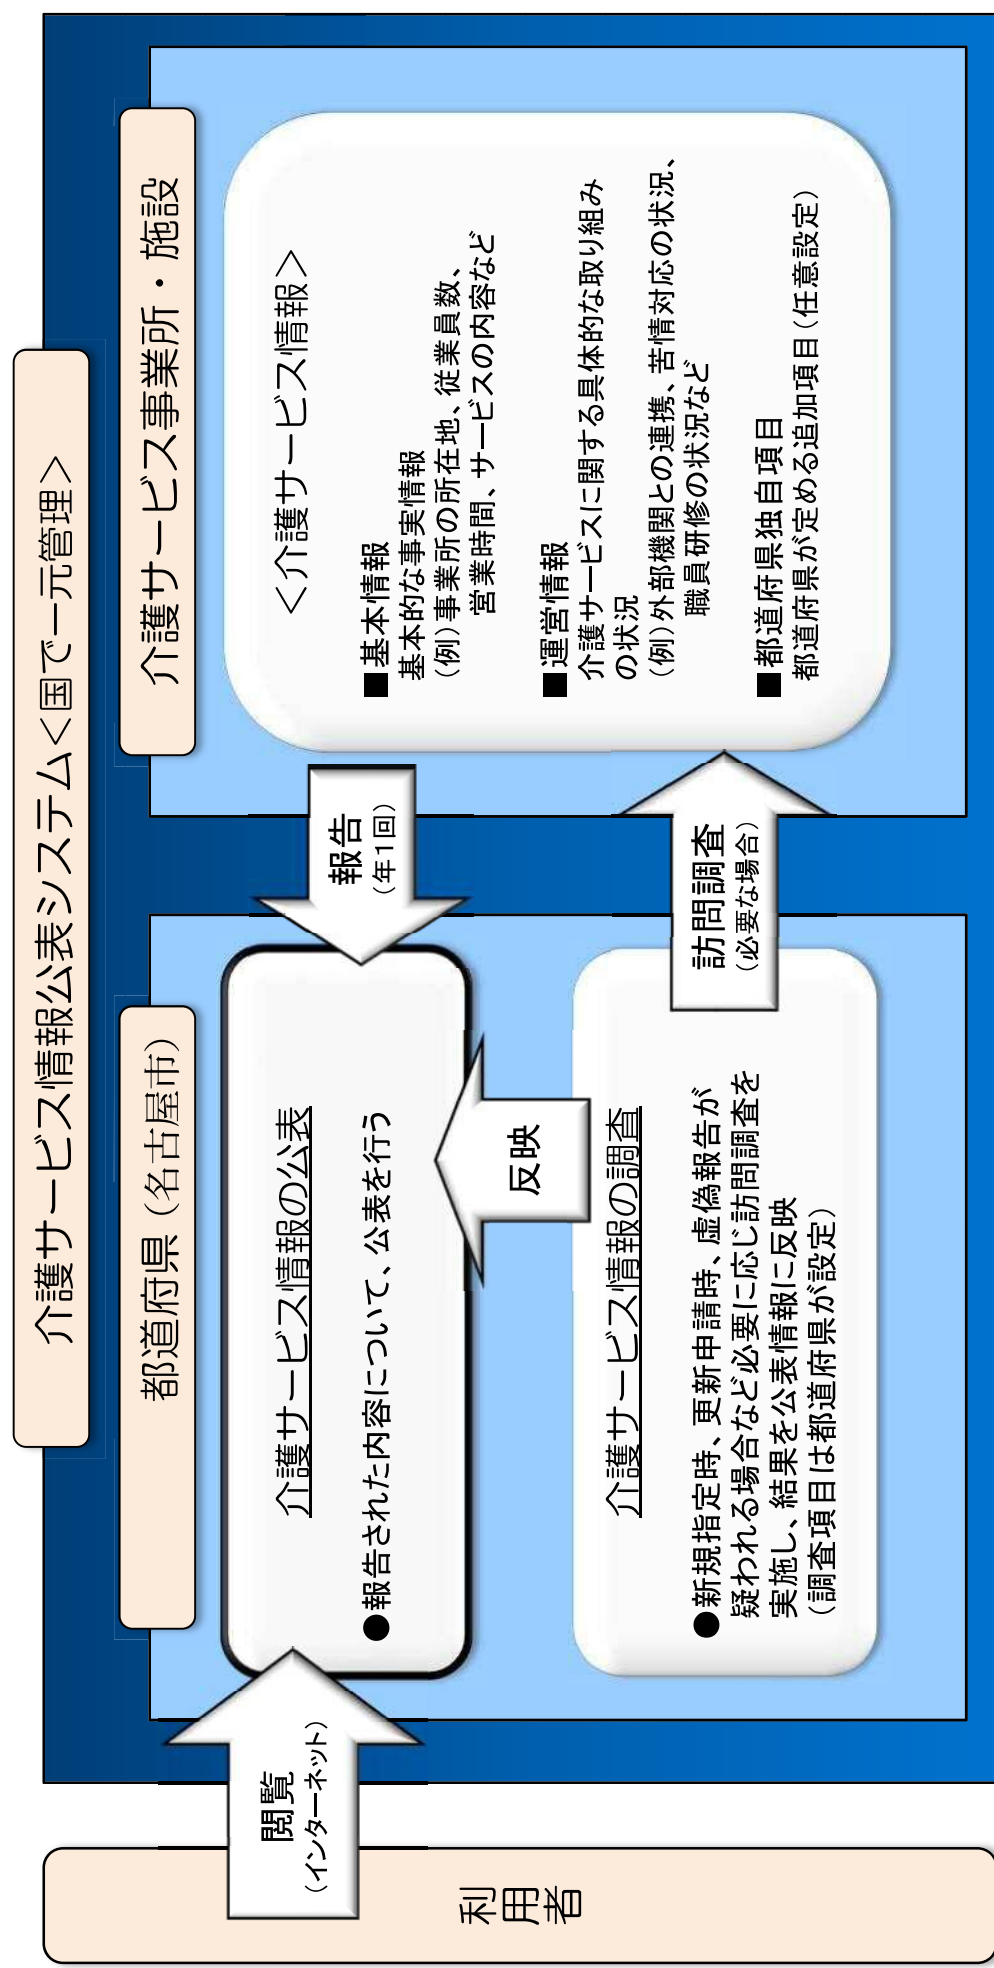 介護サービス情報公表システム＜国で一元管理＞
利用者
閲覧
（インターネット）
都道府県（名古屋市）
介護サービス情報の公表
●報告された内容について、公表を行う
反映
介護サービス情報の調査
●新規指定時、更新申請時、虚偽報告が
疑われる場合など必要に応じ訪問調査を
実施し、結果を公表情報に反映
（調査項目は都道府県が設定）
報告
（年１回）
訪問調査
（必要な場合）
介護サービス事業所・施設
＜介護サービス情報＞
■基本情報
基本的な事実情報
（例）事業所の所在地、従業員数、
営業時間、サービスの内容など
■運営情報
介護サービスに関する具体的な取り組み
の状況
（例）外部機関との連携、苦情対応の状況、
職員研修の状況など
■都道府県独自項目
都道府県が定める追加項目（任意設定）